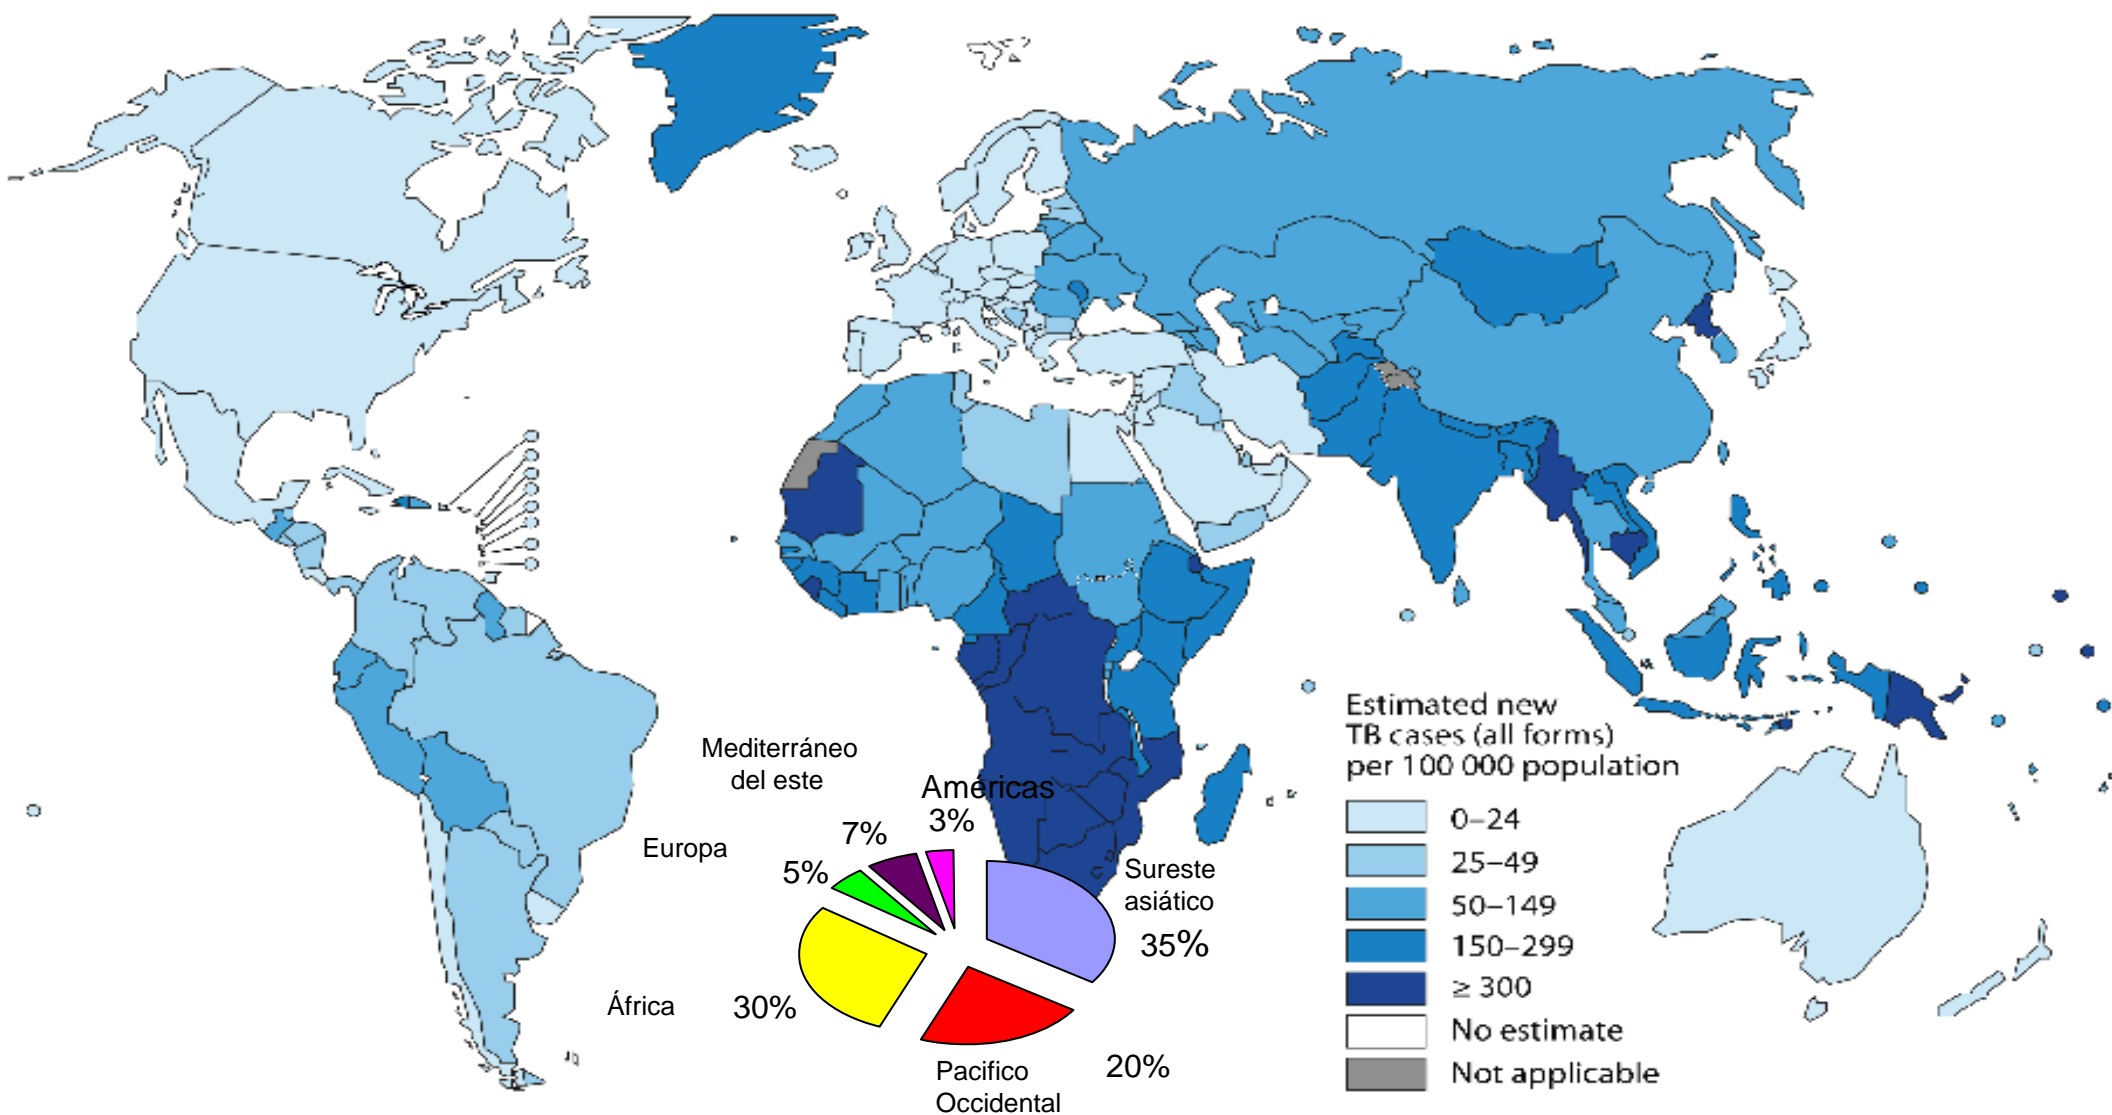 Mediterráneo
del este
Américas
7%
3%
Europa
5%
Sureste
asiático
35%
África
30%
20%
Pacifico
Occidental
Estimated new
TB cases (all forms)
per 100 000 population
0–24
25–49
50–149
150–299
≥ 300
No estimate
Not applicable